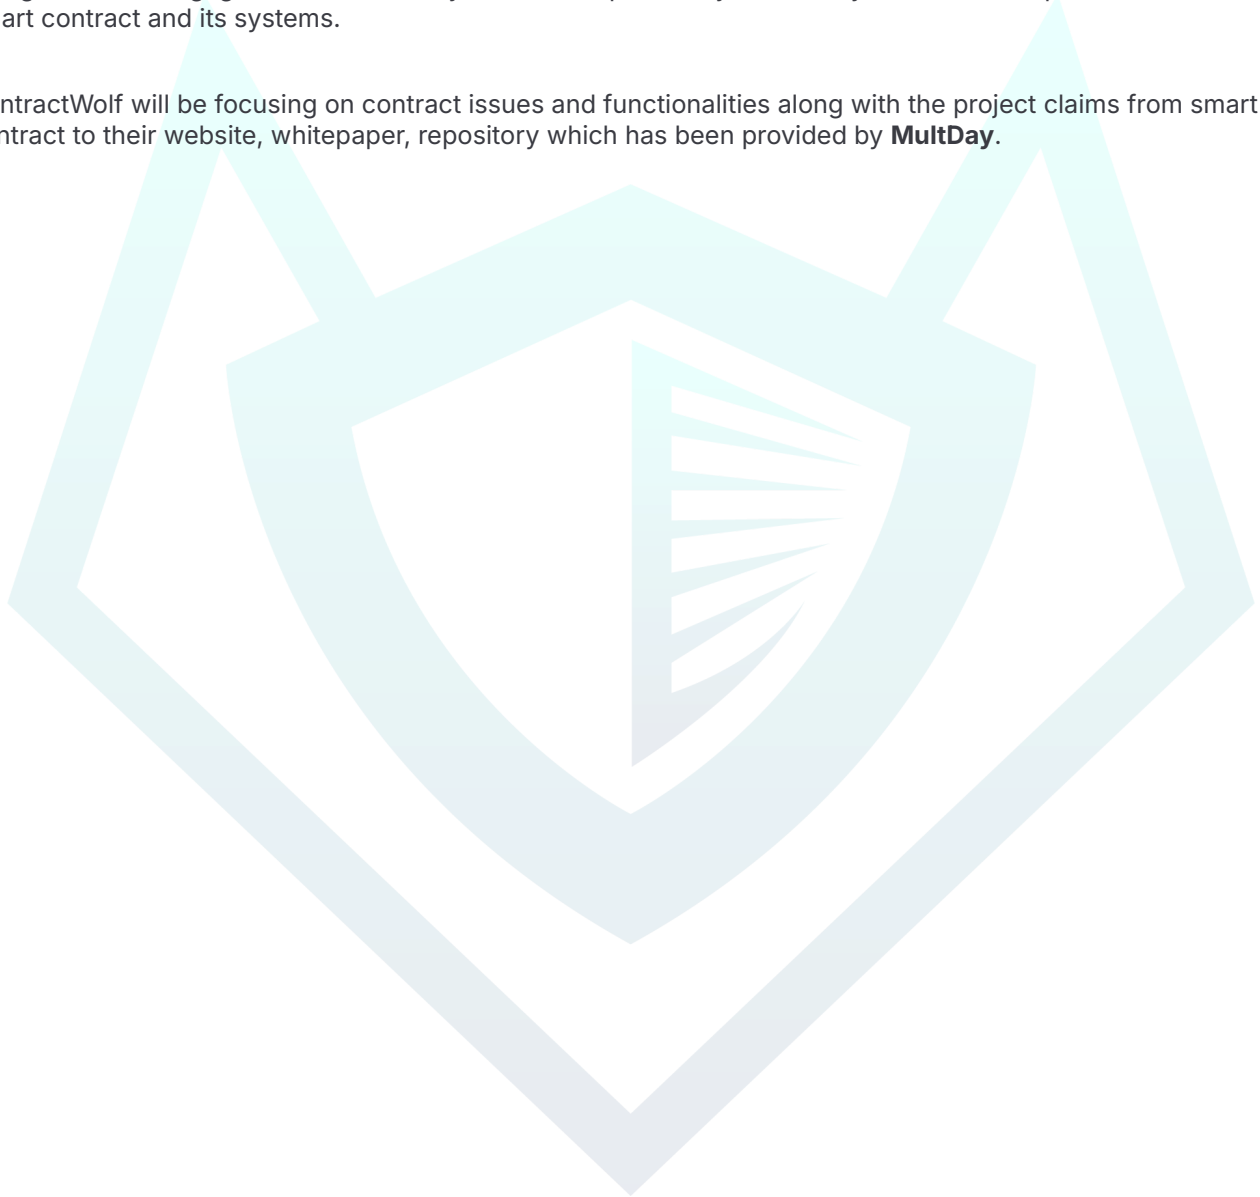 art contract and its systems.
ntractWolf will be focusing on contract issues and functionalities along with the project claims from smart
ntract to their website, whitepaper, repository which has been provided by MultDay.